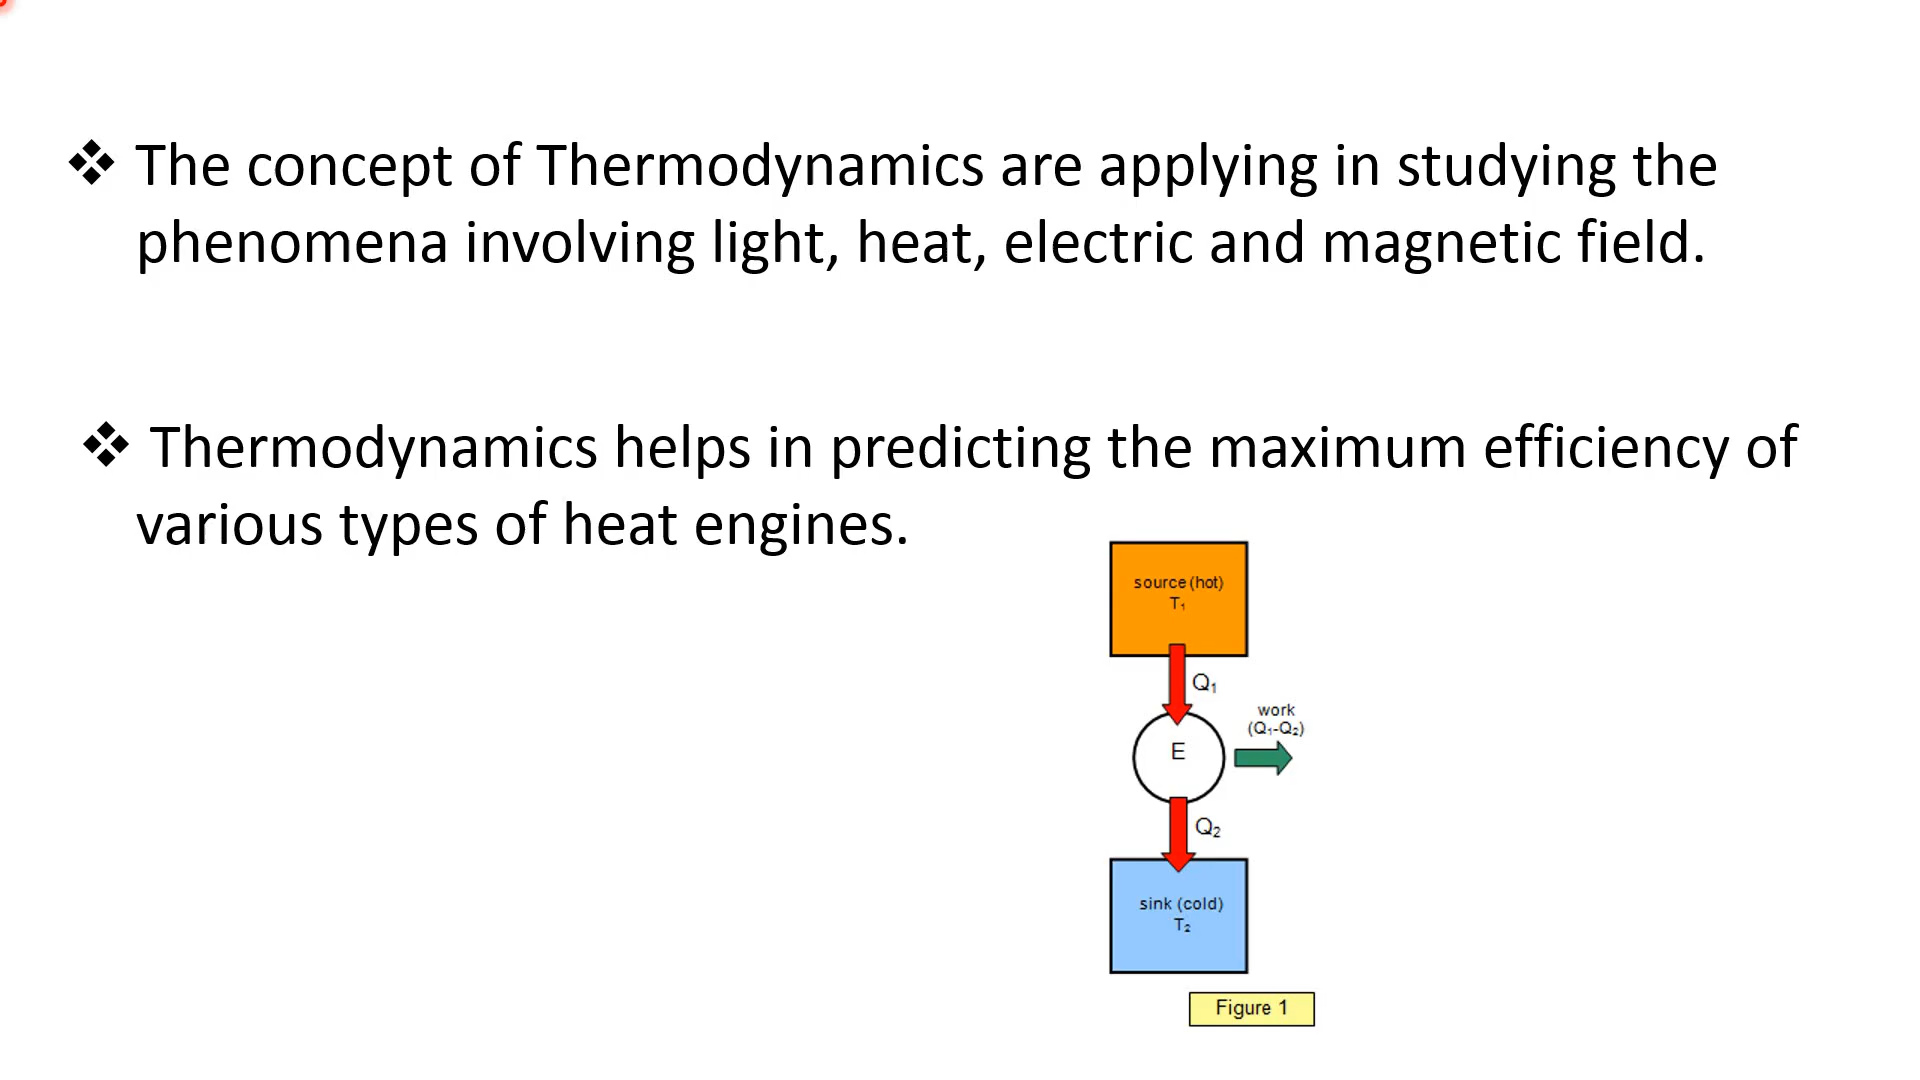 ❖ The concept of Thermodynamics are applying in studying the
phenomena involving light, heat, electric and magnetic field.
❖ Thermodynamics helps in predicting the maximum efficiency of
various types of heat engines.
source (hot)
T₁
Q₁
work
(Q₁-Q₂)
E
Q₂
sink (cold)
T₂
Figure 1